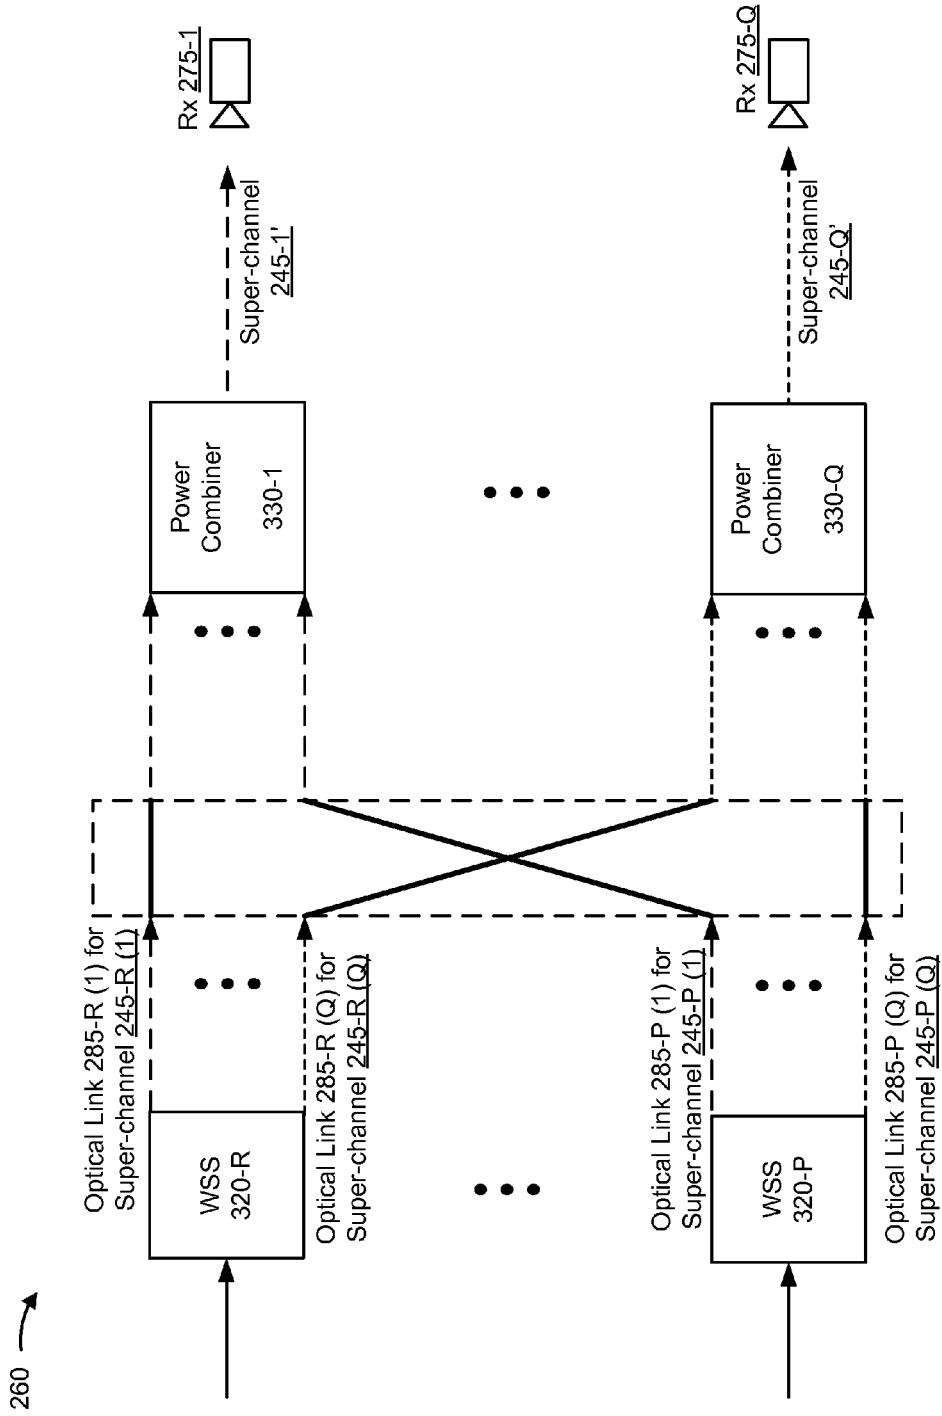 260
Optical Link 285-R (1) for
Super-channel 245-R (1)
WSS
320-R
Optical Link 285-R (Q) for
Super-channel 245-R (Q)
Optical Link 285-P (1) for
Super-channel 245-P (1)
WSS
320-P
Optical Link 285-P (Q) for
Super-channel 245-P (Q)
Power
Combiner
330-1
Power
Combiner
330-Q
Super-channel
245-1'
Super-channel
245-Q'
Rx 275-1
Rx 275-Q